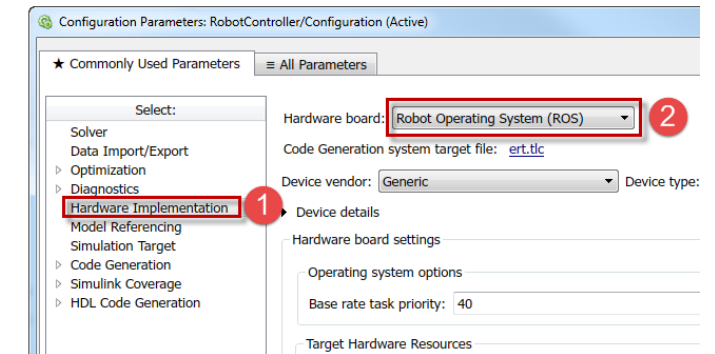 Configuration Parameters: RobotController/Configuration (Active)
★ Commonly Used Parameters
≡ All Parameters
Select:
Solver
Data Import/Export
Optimization
Diagnostics
Hardware Implementation
1
Model Referencing
Simulation Target
Code Generation
Simulink Coverage
HDL Code Generation
Hardware board: Robot Operating System (ROS)
2
Code Generation system target file: ert.tlc
Device vendor: Generic
Device type:
Device details
Hardware board settings
Operating system options
Base rate task priority: 40
Target Hardware Resources